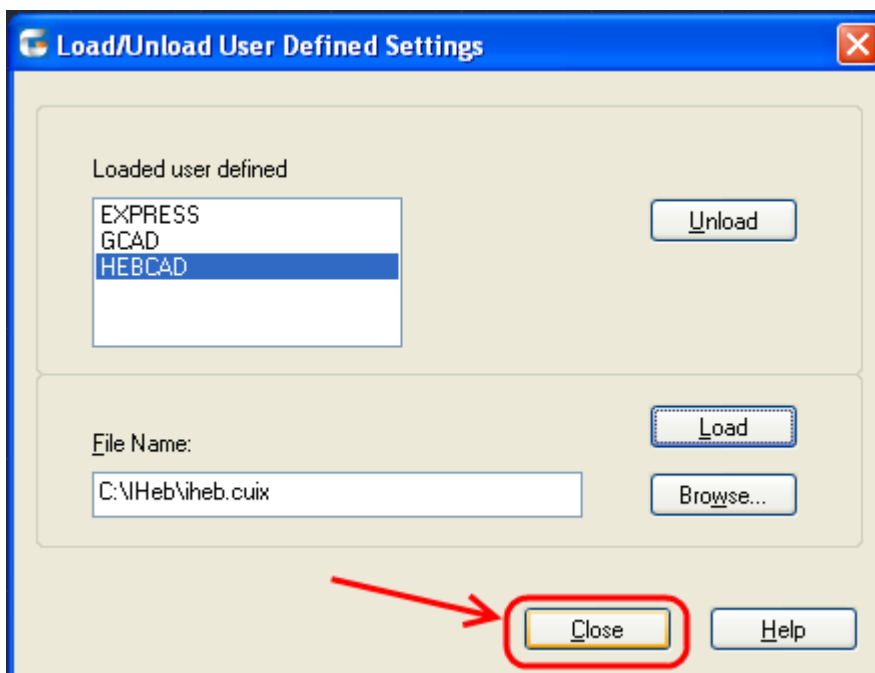 Load/Unload User Defined Settings
Loaded user defined
EXPRESS
GCAD
HEBCAD
Unload
File Name:
C:\IHeb\iheb.cuix
Load
Browse...
Close
Help